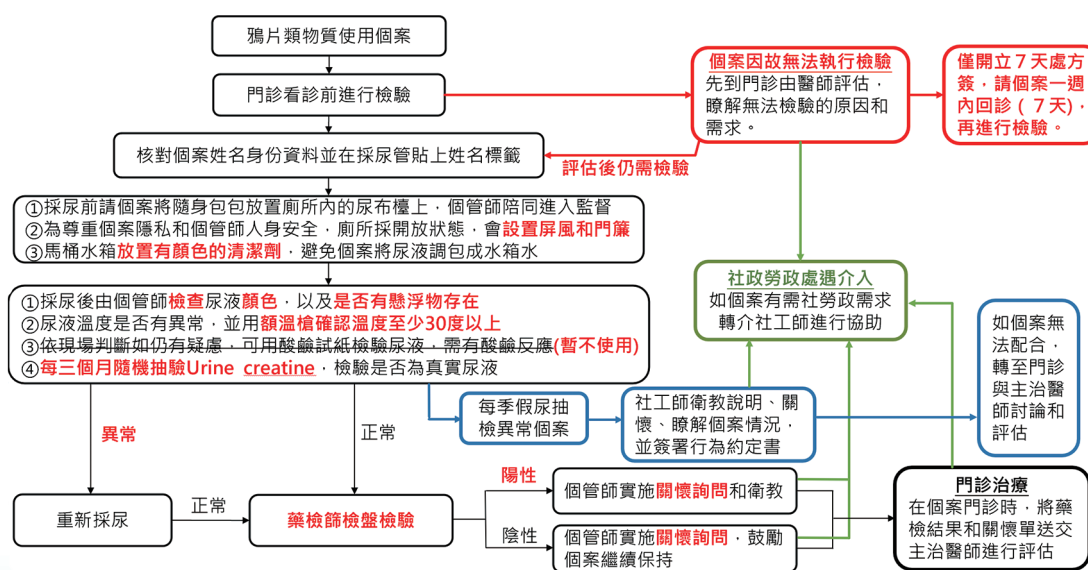 鴉片類物質使用個案
門診看診前進行檢驗
個案因故無法執行檢驗
先到門診由醫師評估，
瞭解無法檢驗的原因和
需求。
僅開立7天處方
簽，請個案一週
內回診（7天），
再進行檢驗。
核對個案姓名身份資料並在採尿管貼上姓名標籤
評估後仍需檢驗
①採尿前請個案將隨身包包放置廁所內的尿布檯上，個管師陪同進入監督
②為尊重個案隱私和個管師人身安全，廁所採開放狀態，會設置屏風和門簾
③馬桶水箱放置有顏色的清潔劑，避免個案將尿液調包成水箱水
①採尿後由個管師檢查尿液顏色，以及是否有懸浮物存在
②尿液溫度是否有異常，並用額溫槍確認溫度至少30度以上
③依現場判斷如仍有疑慮，可用酸鹼試紙檢驗尿液，需有酸鹼反應(暫不使用)
④每三個月隨機抽驗Urine creatine，檢驗是否為真實尿液
社政勞政處遇介入
如個案有需社勞政需求
轉介社工師進行協助
每季假尿抽
檢異常個案
社工師衛教說明、關
懷、瞭解個案情況，
並簽署行為約定書
如個案無
法配合，
轉至門診
與主治醫
師討論和
評估
異常
正常
重新採尿
正常
藥檢篩檢盤檢驗
陽性
個管師實施關懷詢問和衛教
陰性
個管師實施關懷詢問，鼓勵
個案繼續保持
門診治療
在個案門診時，將藥
檢結果和關懷單送交
主治醫師進行評估